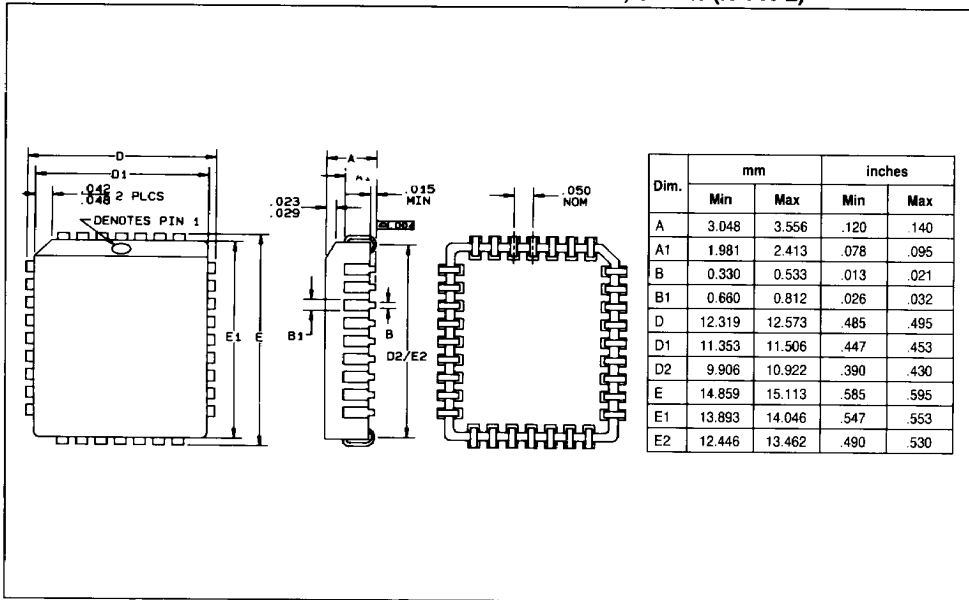 D
D1
.042
.048 2 PLCS
DENOTES PIN 1
E1
E
A
A1
.015
MIN
.023
.029
.004
B1
B
D2/E2
.050
NOM
Dim. mm inches
Min Max Min Max
A 3.048 3.556 .120 .140
A1 1.981 2.413 .078 .095
B 0.330 0.533 .013 .021
B1 0.660 0.812 .026 .032
D 12.319 12.573 .485 .495
D1 11.353 11.506 .447 .453
D2 9.906 10.922 .390 .430
E 14.859 15.113 .585 .595
E1 13.893 14.046 .547 .553
E2 12.446 13.462 .490 .530